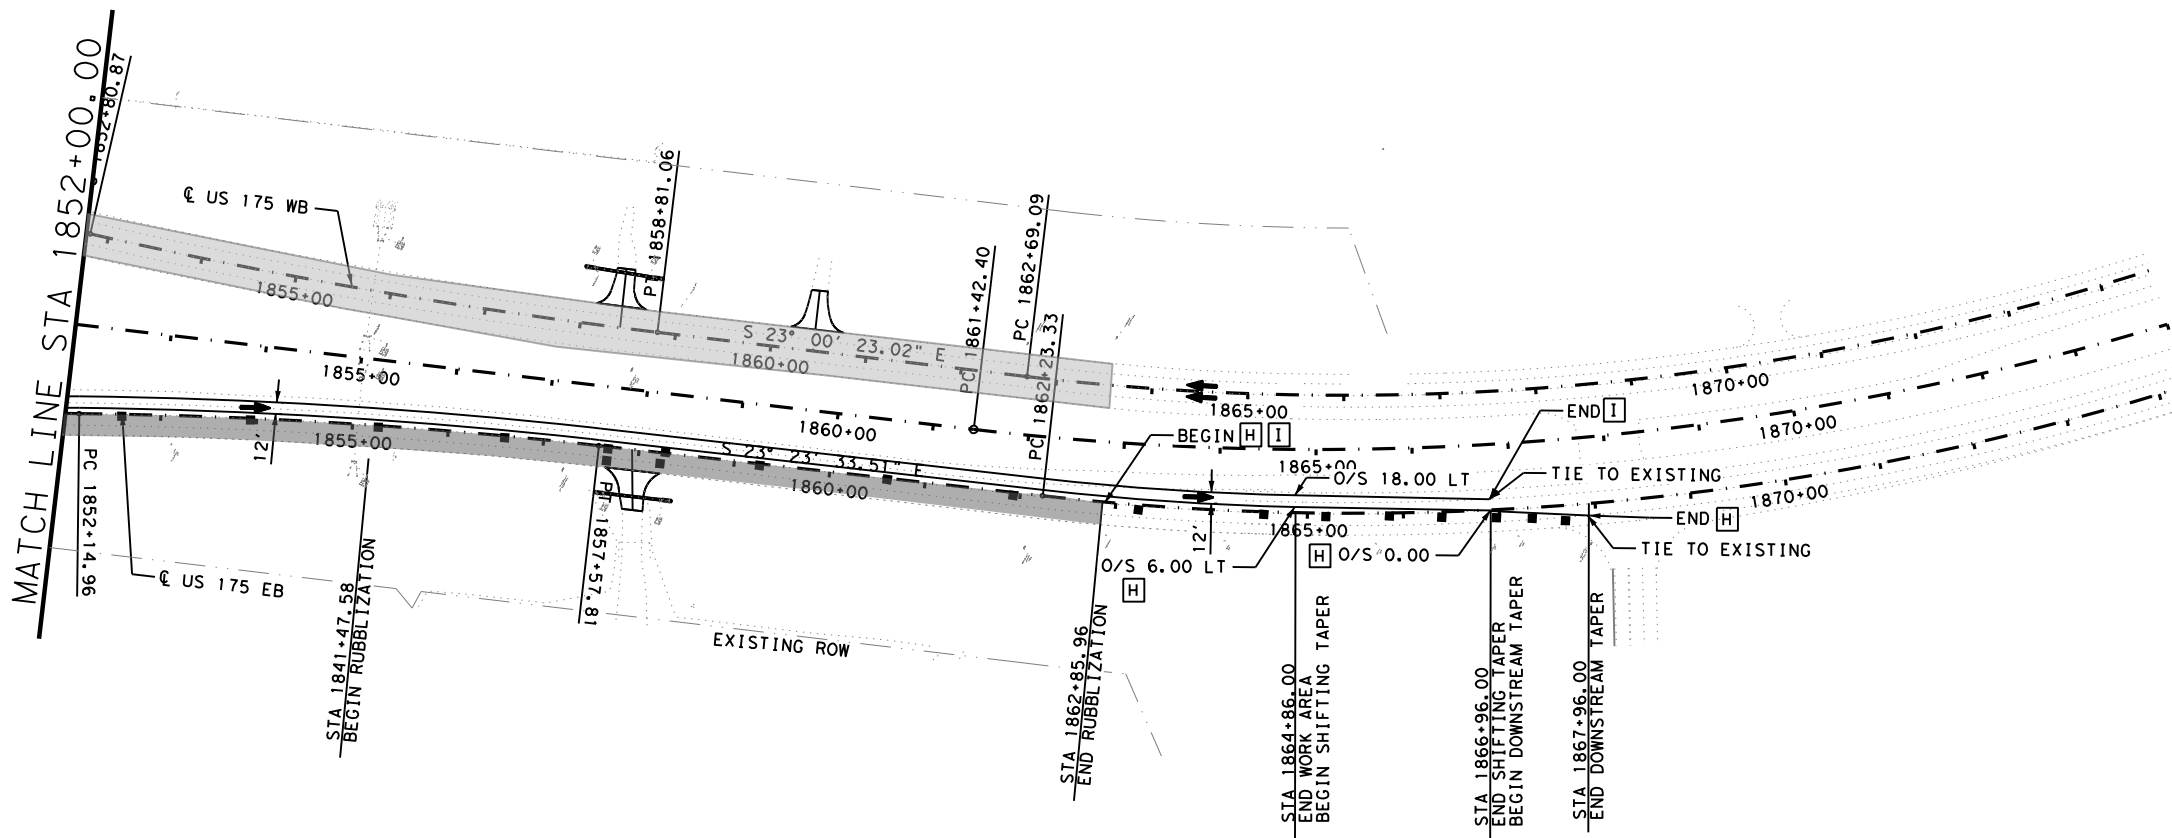 MATCH LINE STA 1852+00.00
1852+80.87
℄ US 175 WB
1855+00
PT 1858+81.06
S 23° 00' 23.02" E
1860+00
PC 1861+42.40
PC 1862+69.09
PC 1862+23.33
1865+00
1870+00
1855+00
1860+00
1865+00
1870+00
12'
1855+00
S 23° 23' 33.51" E
1860+00
BEGIN H I
END I
O/S 18.00 LT
TIE TO EXISTING
1865+00
1870+00
12'
END H
TIE TO EXISTING
H O/S 0.00
O/S 6.00 LT
H
PC 1852+14.96
℄ US 175 EB
STA 1841+47.58
BEGIN RUBBLIZATION
PT 1857+57.81
EXISTING ROW
STA 1862+85.96
END RUBBLIZATION
STA 1864+86.00
END WORK AREA
BEGIN SHIFTING TAPER
STA 1866+96.00
END SHIFTING TAPER
BEGIN DOWNSTREAM TAPER
STA 1867+96.00
END DOWNSTREAM TAPER